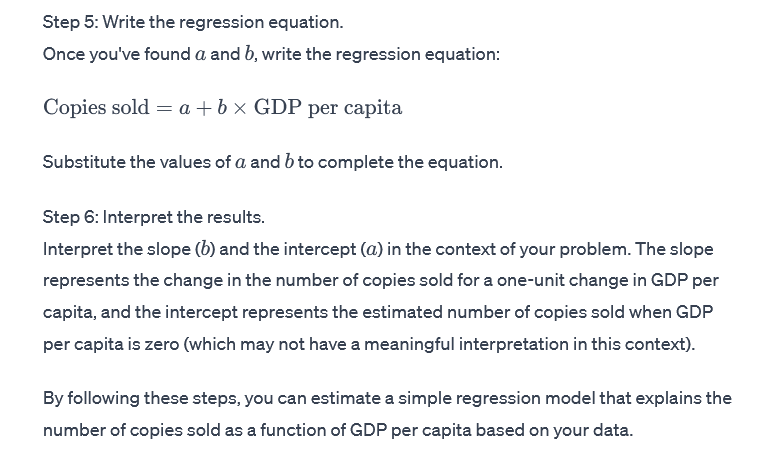 Step 5: Write the regression equation.
Once you've found a and b, write the regression equation:
Copies sold = a + b × GDP per capita
Substitute the values of a and b to complete the equation.
Step 6: Interpret the results.
Interpret the slope (b) and the intercept (a) in the context of your problem. The slope
represents the change in the number of copies sold for a one-unit change in GDP per
capita, and the intercept represents the estimated number of copies sold when GDP
per capita is zero (which may not have a meaningful interpretation in this context).
By following these steps, you can estimate a simple regression model that explains the
number of copies sold as a function of GDP per capita based on your data.